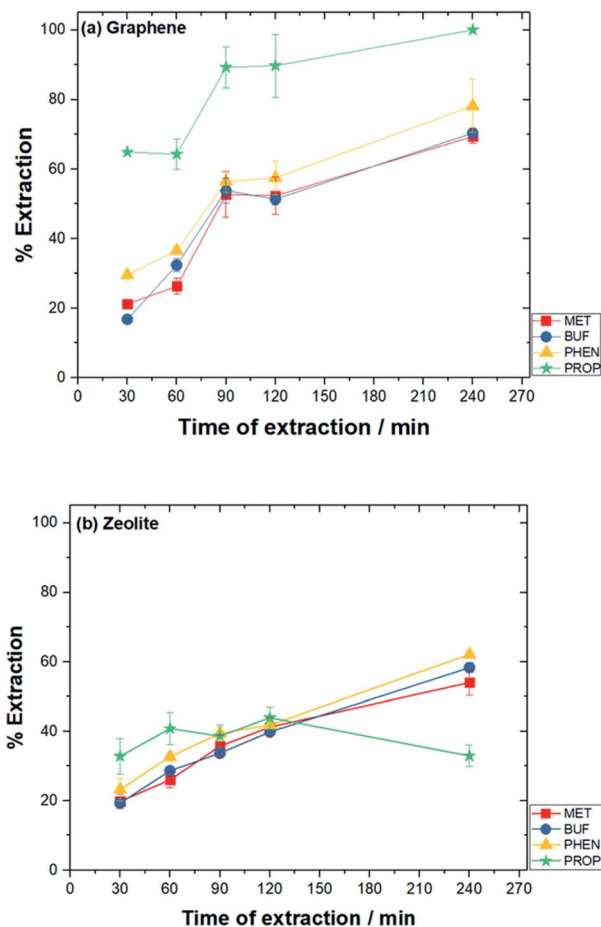 (a) Graphene
100
80
60
40
20
0
% Extraction
0 30 60 90 120 150 180 210 240 270
Time of extraction / min
MET
BUF
PHEN
PROP
(b) Zeolite
100
80
60
40
20
0
% Extraction
0 30 60 90 120 150 180 210 240 270
Time of extraction / min
MET
BUF
PHEN
PROP